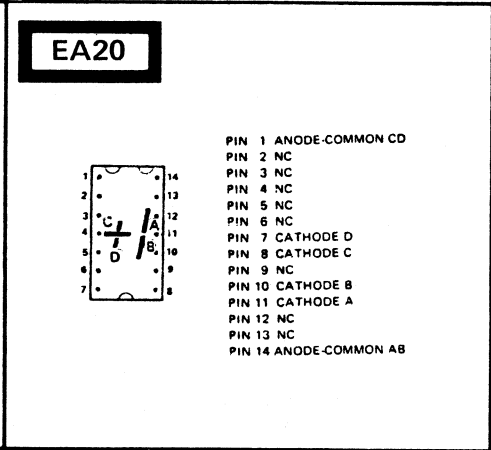 EA20
PIN 1 ANODE-COMMON CD
PIN 2 NC
PIN 3 NC
PIN 4 NC
PIN 5 NC
PIN 6 NC
PIN 7 CATHODE D
PIN 8 CATHODE C
PIN 9 NC
PIN 10 CATHODE B
PIN 11 CATHODE A
PIN 12 NC
PIN 13 NC
PIN 14 ANODE-COMMON AB
1 14
2 13
3 C A 12
4 11
5 D B 10
6 9
7 8